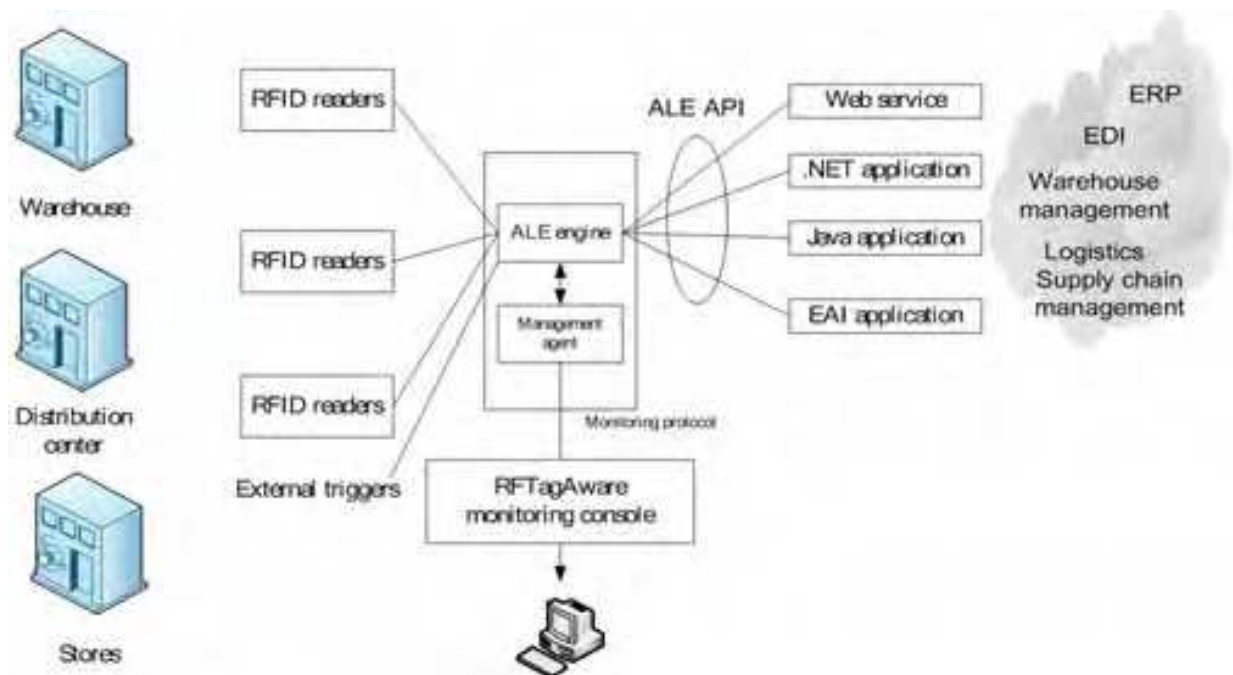 Warehouse
Distribution
center
Stores
RFID readers
RFID readers
RFID readers
External triggers
ALE engine
Management
agent
Monitoring protocol
RFTagAware
monitoring console
ALE API
Web service
.NET application
Java application
EAI application
ERP
EDI
Warehouse
management
Logistics
Supply chain
management